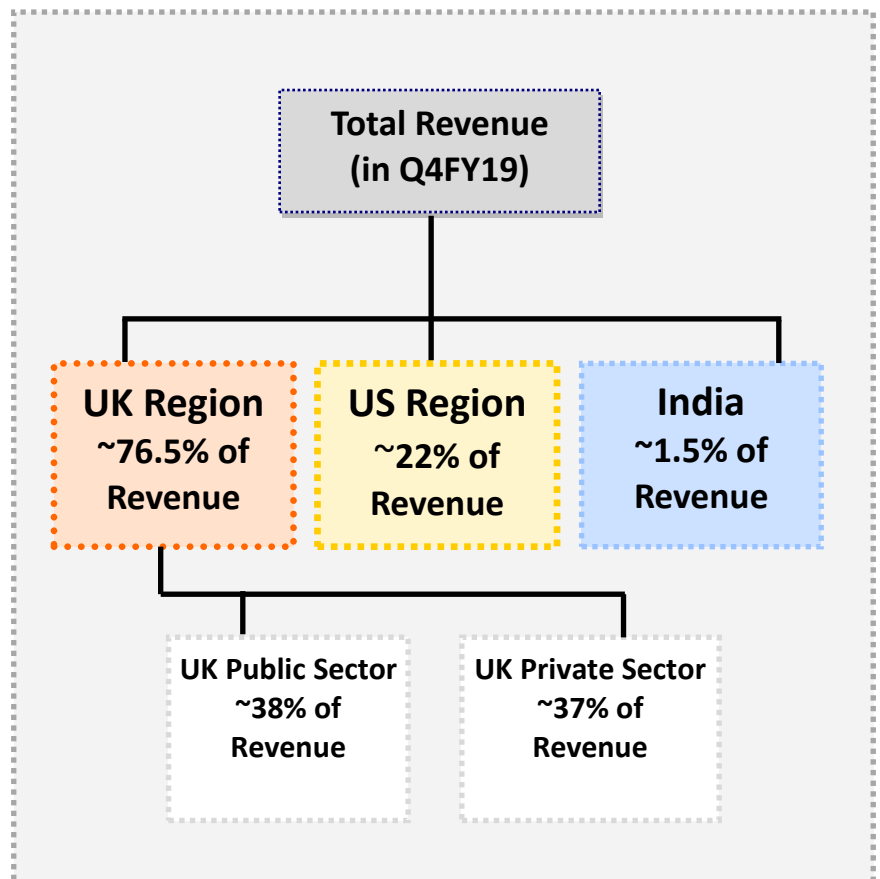 Total Revenue
(in Q4FY19)
UK Region
~76.5% of
Revenue
US Region
~22% of
Revenue
India
~1.5% of
Revenue
UK Public Sector
~38% of
Revenue
UK Private Sector
~37% of
Revenue